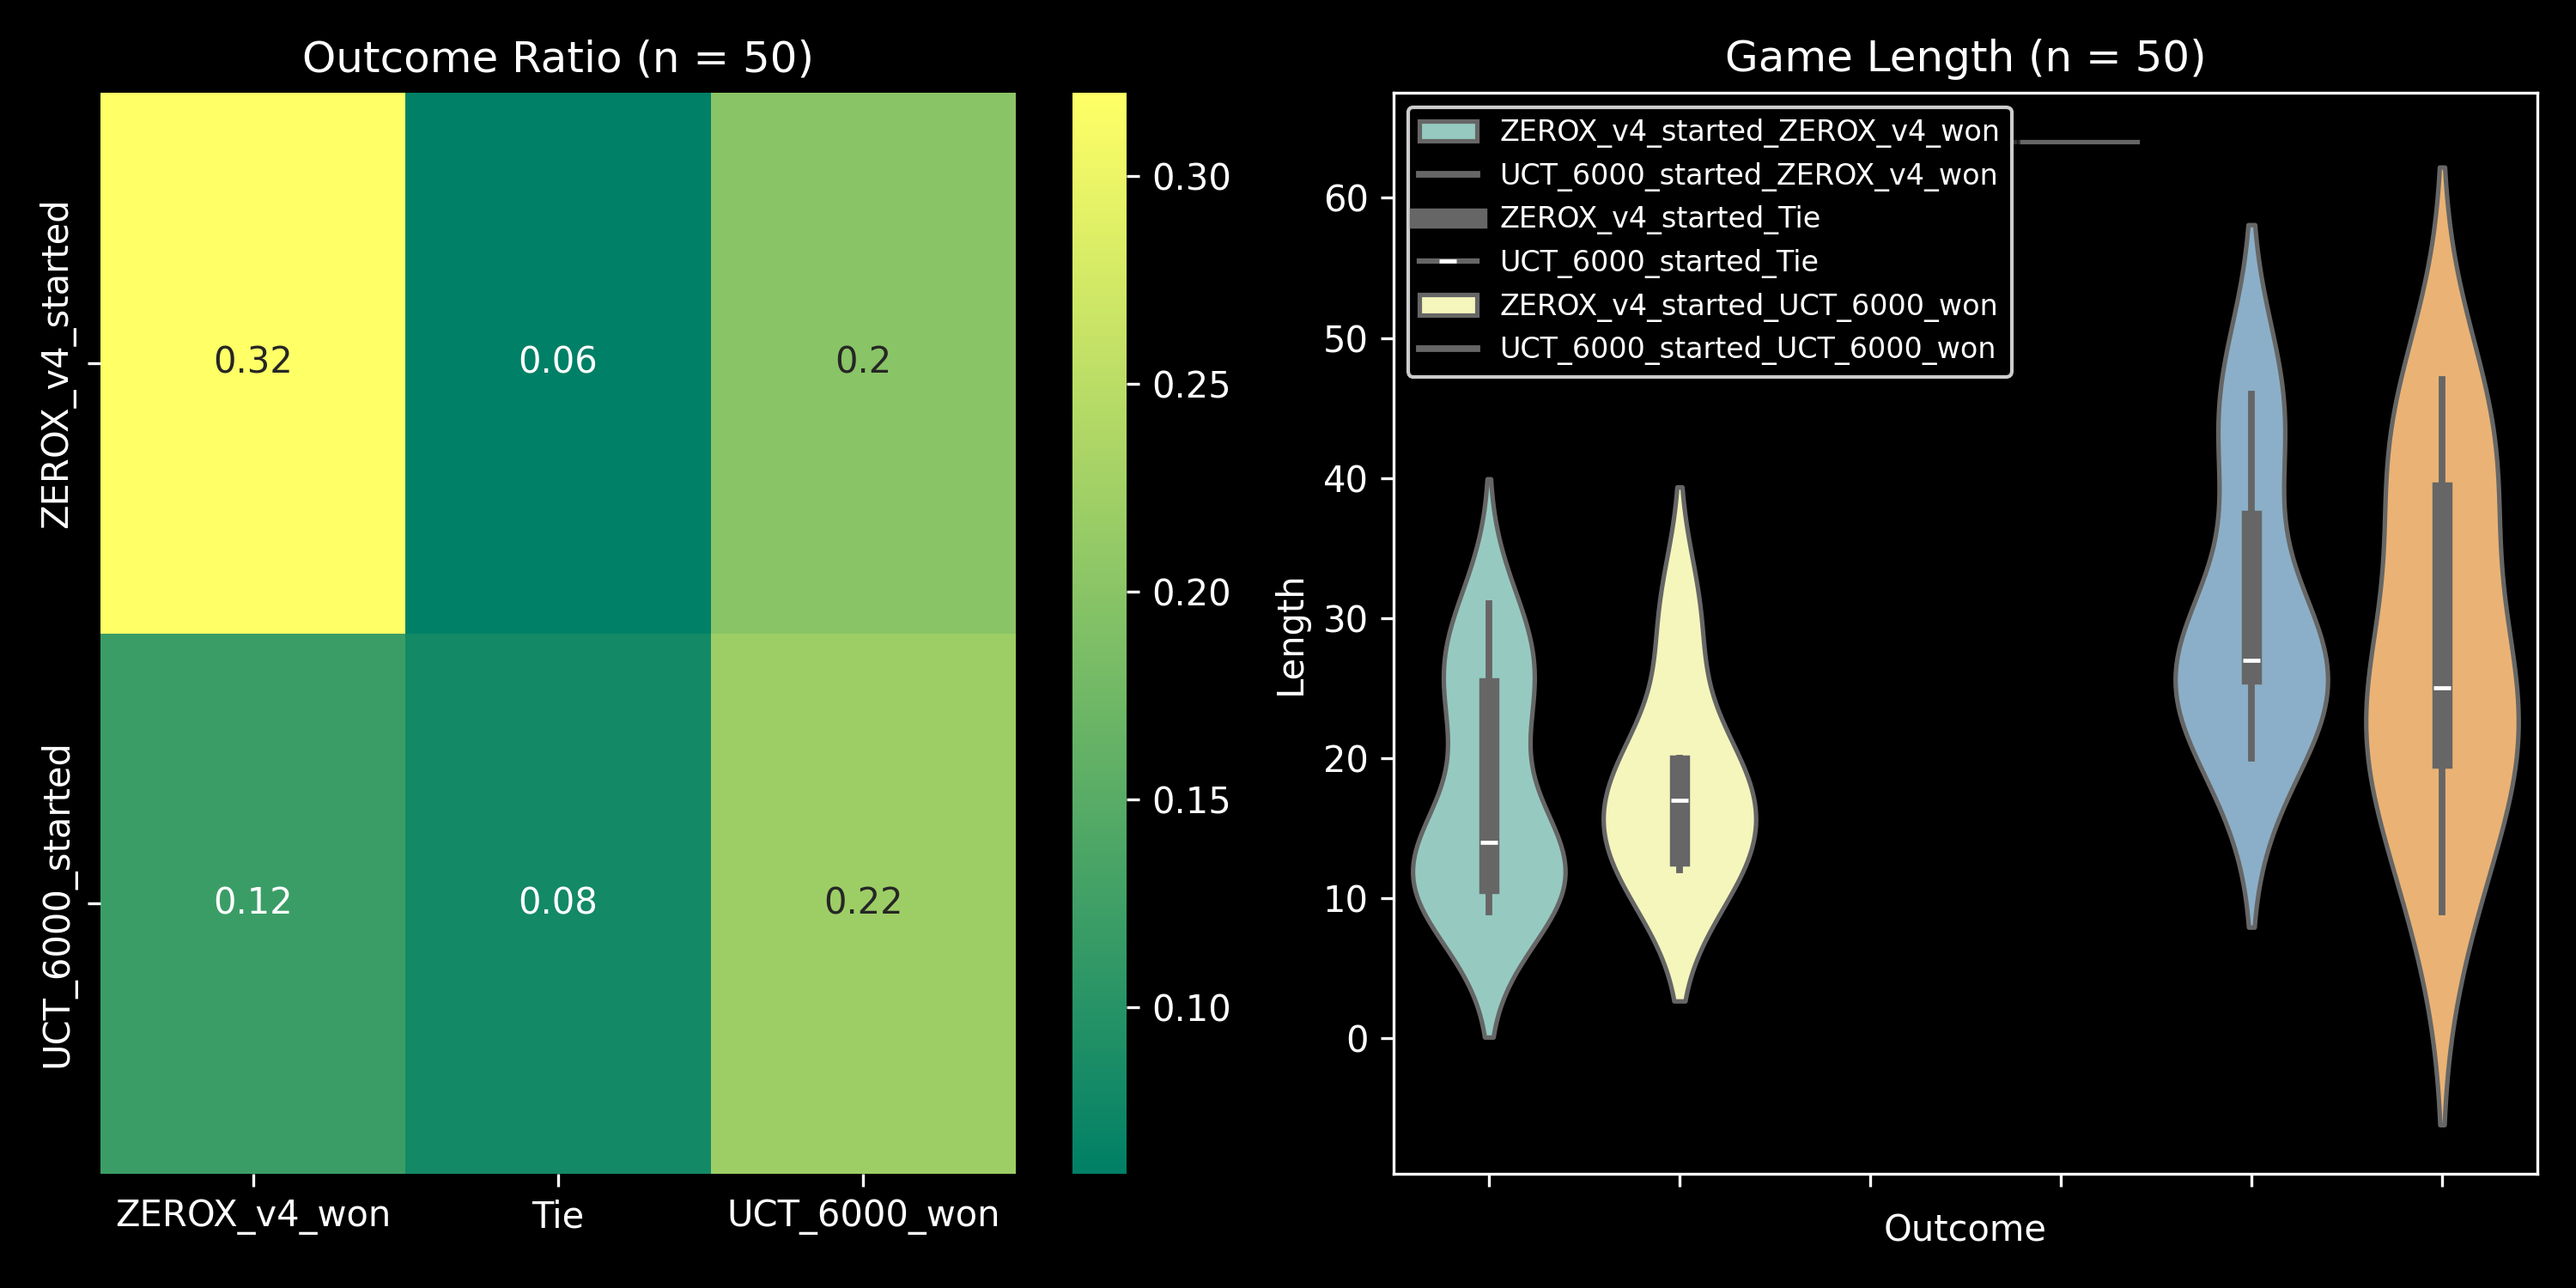 Outcome Ratio (n = 50)
ZEROX_v4_started
UCT_6000_started
0.32
0.06
0.2
0.12
0.08
0.22
ZEROX_v4_won
Tie
UCT_6000_won
0.30
0.25
0.20
0.15
0.10
Game Length (n = 50)
ZEROX_v4_started_ZEROX_v4_won
UCT_6000_started_ZEROX_v4_won
ZEROX_v4_started_Tie
UCT_6000_started_Tie
ZEROX_v4_started_UCT_6000_won
UCT_6000_started_UCT_6000_won
Length
60
50
40
30
20
10
0
Outcome